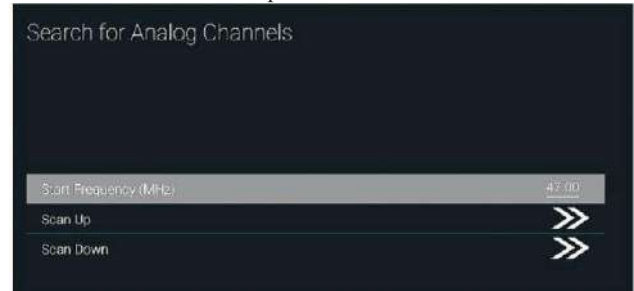 Search for Analog Channels
Start Frequency (MHz) 47.00
Scan Up
Scan Down